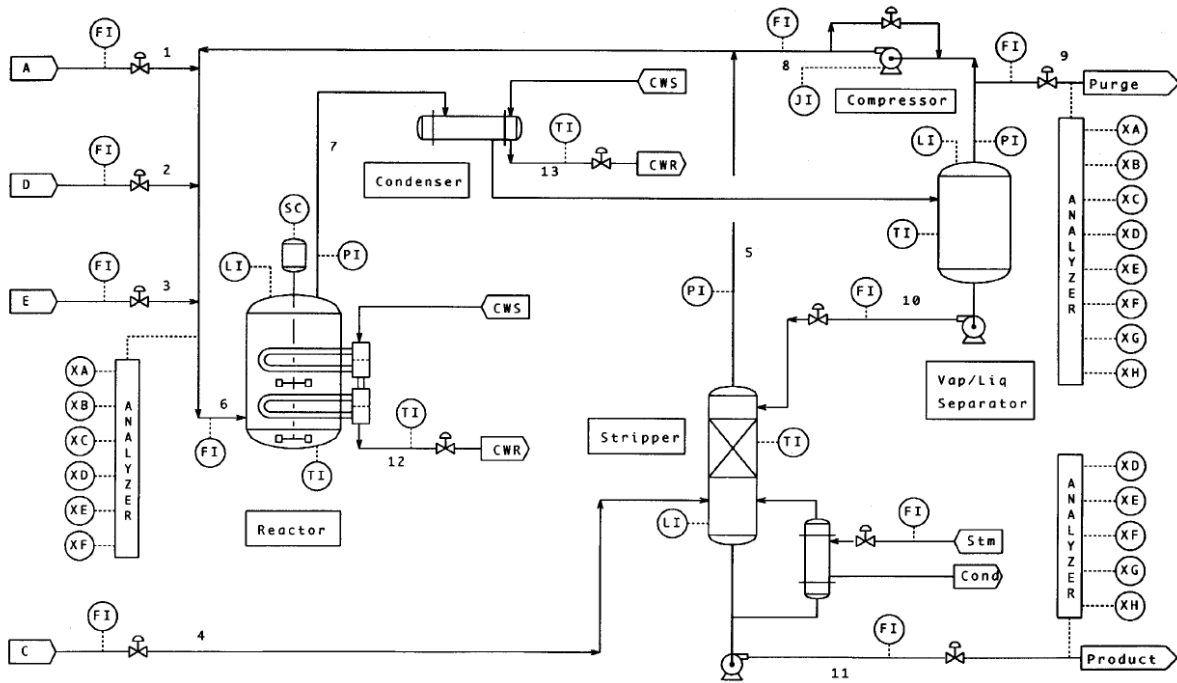 FI
1
A
FI
2
D
FI
3
E
FI
8
JI
Compressor
FI
9
Purge
CWS
TI
13
CWR
Condenser
7
SC
LI
PI
CWS
6
FI
TI
12
CWR
TI
Reactor
XA
XB
XC
XD
XE
XF
ANALYZER
LI
PI
TI
5
PI
FI
10
Vap/Liq
Separator
XA
XB
XC
XD
XE
XF
XG
XH
ANALYZER
Stripper
TI
LI
FI
Stm
Cond
XD
XE
XF
XG
XH
ANALYZER
FI
4
C
FI
11
Product